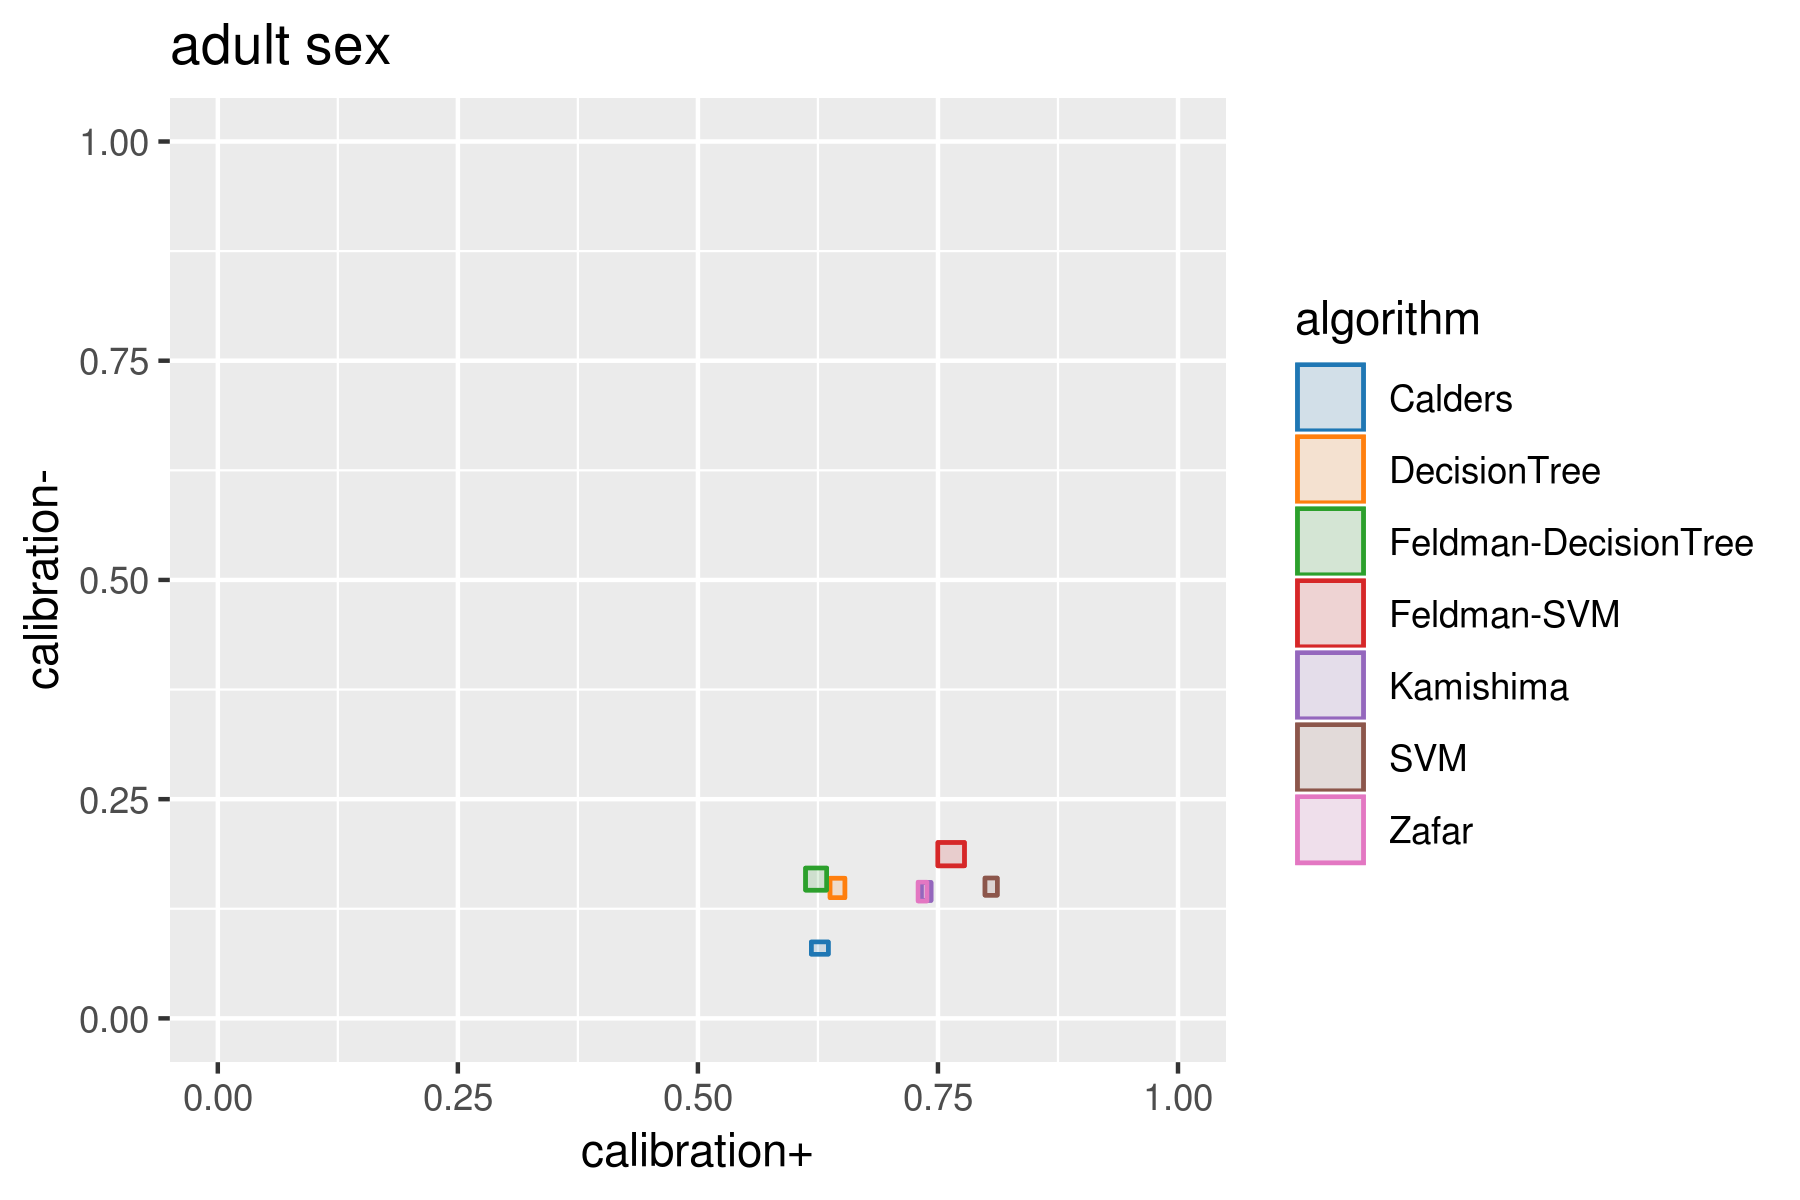 adult sex
1.00
0.75
0.50
0.25
0.00
calibration-
0.00 0.25 0.50 0.75 1.00
calibration+
algorithm
Calders
DecisionTree
Feldman-DecisionTree
Feldman-SVM
Kamishima
SVM
Zafar